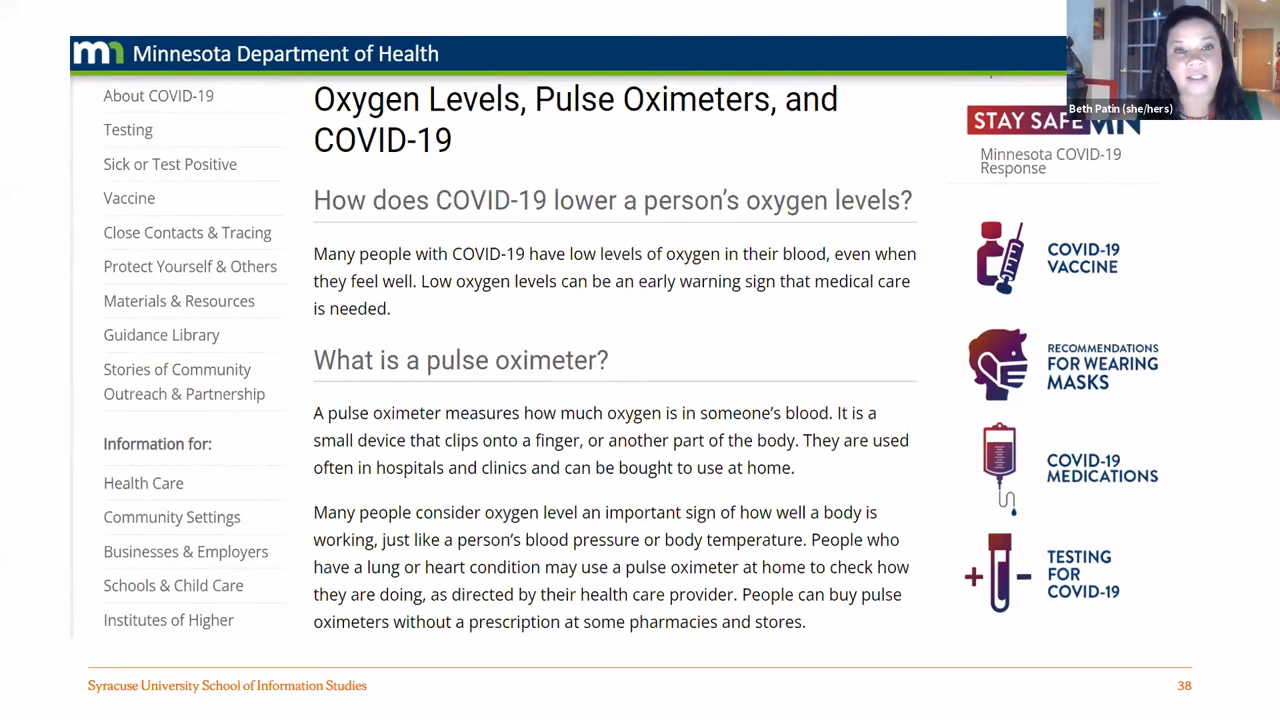 mn Minnesota Department of Health
Beth Patin (she/hers)
About COVID-19
Testing
Sick or Test Positive
Vaccine
Close Contacts & Tracing
Protect Yourself & Others
Materials & Resources
Guidance Library
Stories of Community
Outreach & Partnership
Information for:
Health Care
Community Settings
Businesses & Employers
Schools & Child Care
Institutes of Higher
Oxygen Levels, Pulse Oximeters, and
COVID-19
How does COVID-19 lower a person's oxygen levels?
Many people with COVID-19 have low levels of oxygen in their blood, even when
they feel well. Low oxygen levels can be an early warning sign that medical care
is needed.
What is a pulse oximeter?
A pulse oximeter measures how much oxygen is in someone's blood. It is a
small device that clips onto a finger, or another part of the body. They are used
often in hospitals and clinics and can be bought to use at home.
Many people consider oxygen level an important sign of how well a body is
working, just like a person's blood pressure or body temperature. People who
have a lung or heart condition may use a pulse oximeter at home to check how
they are doing, as directed by their health care provider. People can buy pulse
oximeters without a prescription at some pharmacies and stores.
STAY SAFE MN
Minnesota COVID-19
Response
COVID-19
VACCINE
RECOMMENDATIONS
FOR WEARING
MASKS
COVID-19
MEDICATIONS
TESTING
FOR
COVID-19
Syracuse University School of Information Studies
38